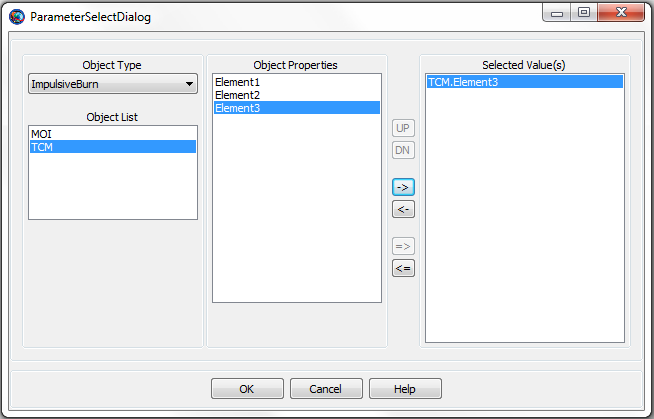 ParameterSelectDialog
Object Type
ImpulsiveBurn
Object List
MOI
TCM
Object Properties
Element1
Element2
Element3
UP
DN
->
<-
=>
<=
Selected Value(s)
TCM.Element3
OK
Cancel
Help